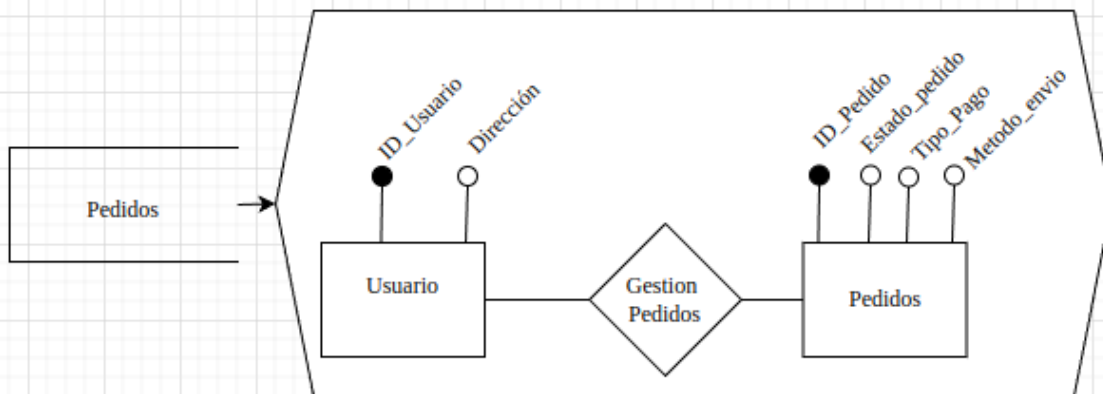 ID_Usuario
Dirección
ID_Pedido
Estado_pedido
Tipo_Pago
Metodo_envio
Pedidos
Usuario
Gestion
Pedidos
Pedidos